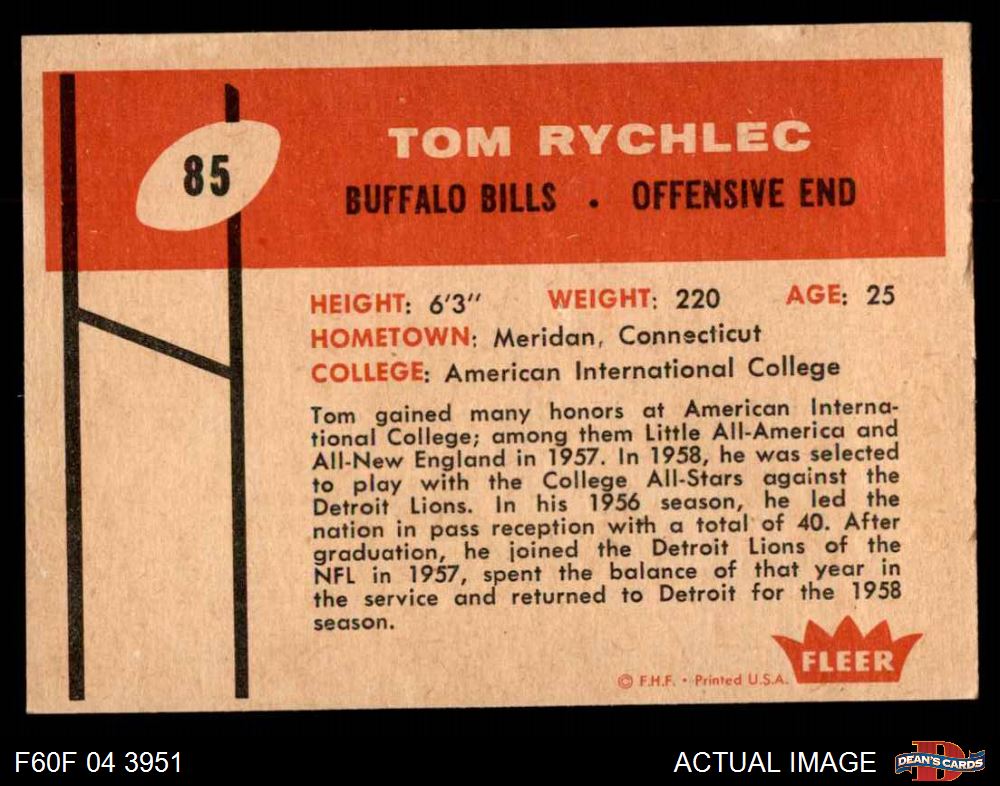 85
TOM RYCHLEC
BUFFALO BILLS . OFFENSIVE END
HEIGHT: 6'3" WEIGHT: 220 AGE: 25
HOMETOWN: Meridan, Connecticut
COLLEGE: American International College
Tom gained many honors at American Interna-
tional College; among them Little All-America and
All-New England in 1957. In 1958, he was selected
to play with the College All-Stars against the
Detroit Lions. In his 1956 season, he led the
nation in pass reception with a total of 40. After
graduation, he joined the Detroit Lions of the
NFL in 1957, spent the balance of that year in
the service and returned to Detroit for the 1958
season.
FLEER
© F.H.F. • Printed U.S.A.
F60F 04 3951
ACTUAL IMAGE
D
DEAN'S CARDS